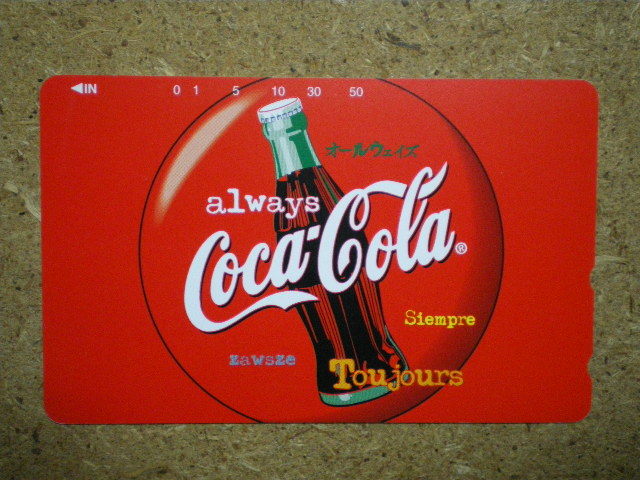 ◀IN 0 1 5 10 30 50
オールウェイズ
always
Coca-Cola®
Siempre
zawsze
Toujours